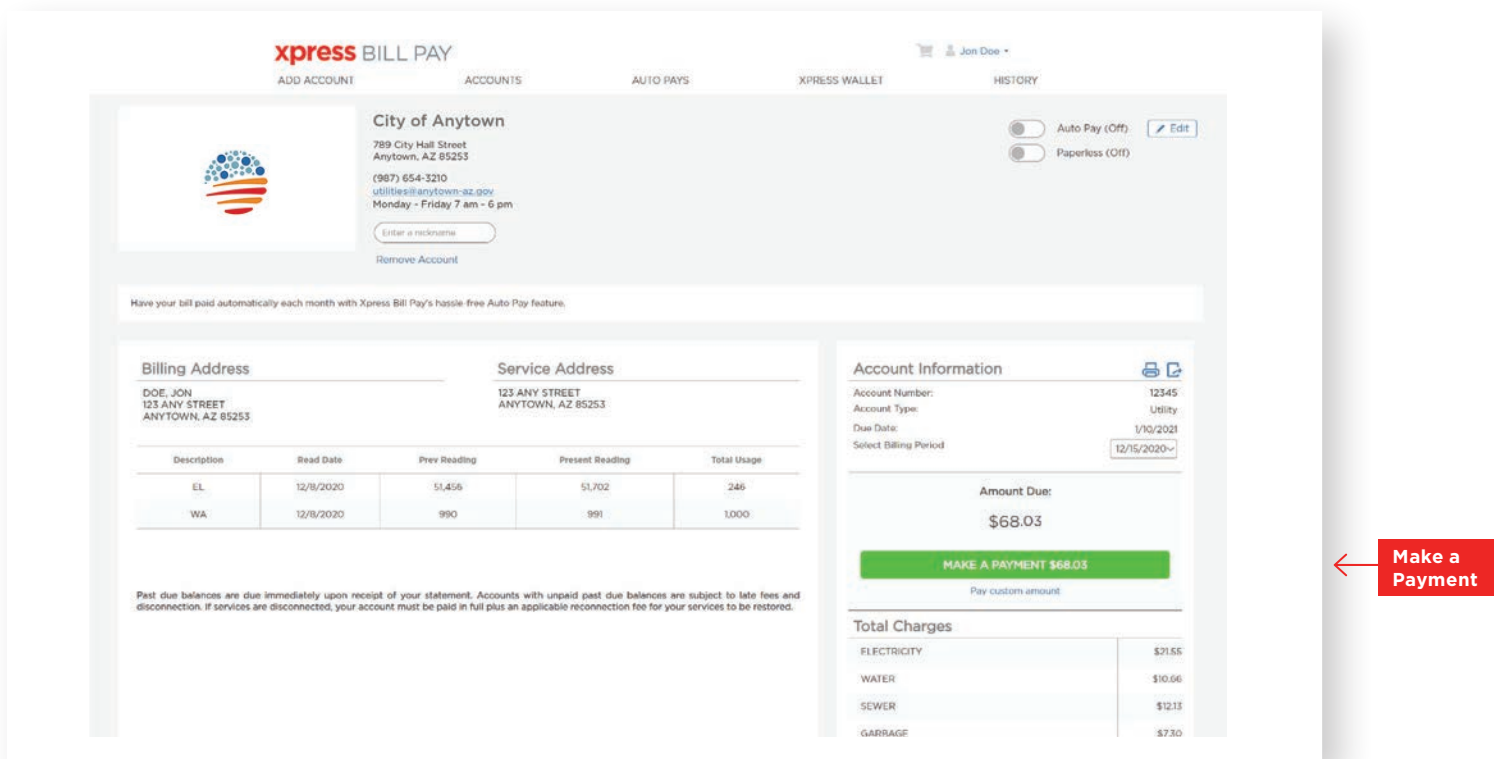 xpress BILL PAY
Jon Doe
ADD ACCOUNT ACCOUNTS AUTO PAYS XPRESS WALLET HISTORY
City of Anytown
789 City Hall Street
Anytown, AZ 85253
(987) 654-3210
utilities@anytown-az.gov
Monday - Friday 7 am - 6 pm
Enter a nickname
Remove Account
Auto Pay (Off) Edit
Paperless (Off)
Have your bill paid automatically each month with Xpress Bill Pay's hassle-free Auto Pay feature.
Billing Address
DOE, JON
123 ANY STREET
ANYTOWN, AZ 85253
Service Address
123 ANY STREET
ANYTOWN, AZ 85253
Description Read Date Prev Reading Present Reading Total Usage
EL 12/8/2020 51,456 51,702 246
WA 12/8/2020 990 991 1,000
Past due balances are due immediately upon receipt of your statement. Accounts with unpaid past due balances are subject to late fees and
disconnection. If services are disconnected, your account must be paid in full plus an applicable reconnection fee for your services to be restored.
Account Information
Account Number: 12345
Account Type: Utility
Due Date: 1/10/2021
Select Billing Period 12/15/2020
Amount Due:
$68.03
MAKE A PAYMENT $68.03
Pay custom amount
Total Charges
ELECTRICITY $21.55
WATER $10.66
SEWER $12.13
GARBAGE $7.30
Make a
Payment